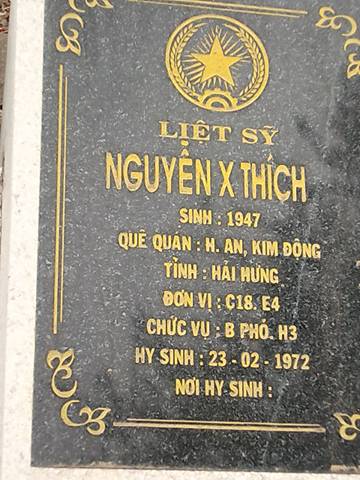 LIỆT SỸ
NGUYỄN X THÍCH
SINH : 1947
QUÊ QUÁN : H. AN, KIM ĐỘNG
TỈNH : HẢI HƯNG
ĐƠN VỊ : C18. E4
CHỨC VỤ : B PHÓ. H3
HY SINH : 23 - 02 - 1972
NƠI HY SINH :